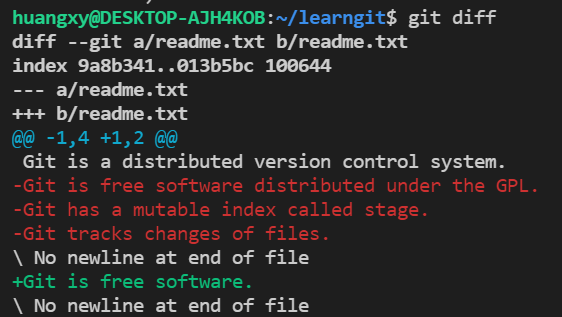 huangxy@DESKTOP-AJH4KOB:~/learngit$ git diff
diff --git a/readme.txt b/readme.txt
index 9a8b341..013b5bc 100644
--- a/readme.txt
+++ b/readme.txt
@@ -1,4 +1,2 @@
 Git is a distributed version control system.
-Git is free software distributed under the GPL.
-Git has a mutable index called stage.
-Git tracks changes of files.
\ No newline at end of file
+Git is free software.
\ No newline at end of file